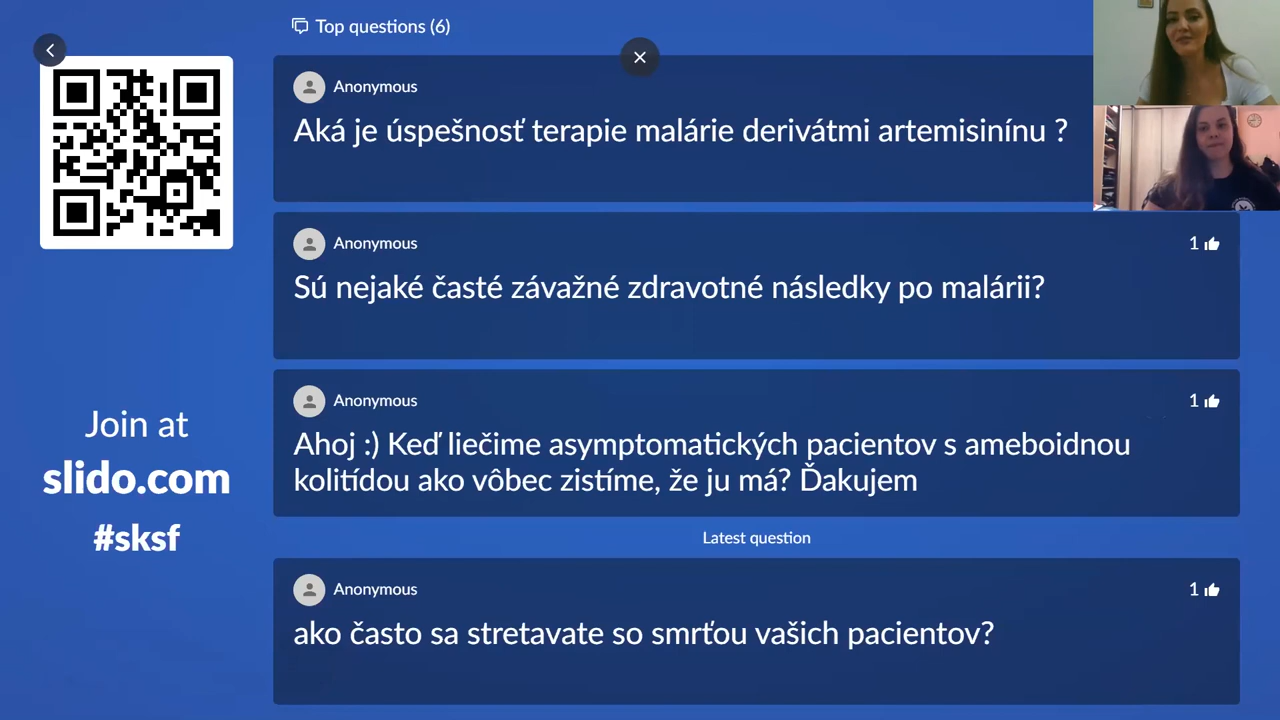 Top questions (6)
Anonymous
Aká je úspešnosť terapie malárie derivátmi artemisinínu ?
Anonymous
1
Sú nejaké časté závažné zdravotné následky po malárii?
Anonymous
1
Ahoj :) Keď liečime asymptomatických pacientov s ameboidnou
kolitídou ako vôbec zistíme, že ju má? Ďakujem
Latest question
Anonymous
1
ako často sa stretavate so smrťou vašich pacientov?
Join at
slido.com
#sksf